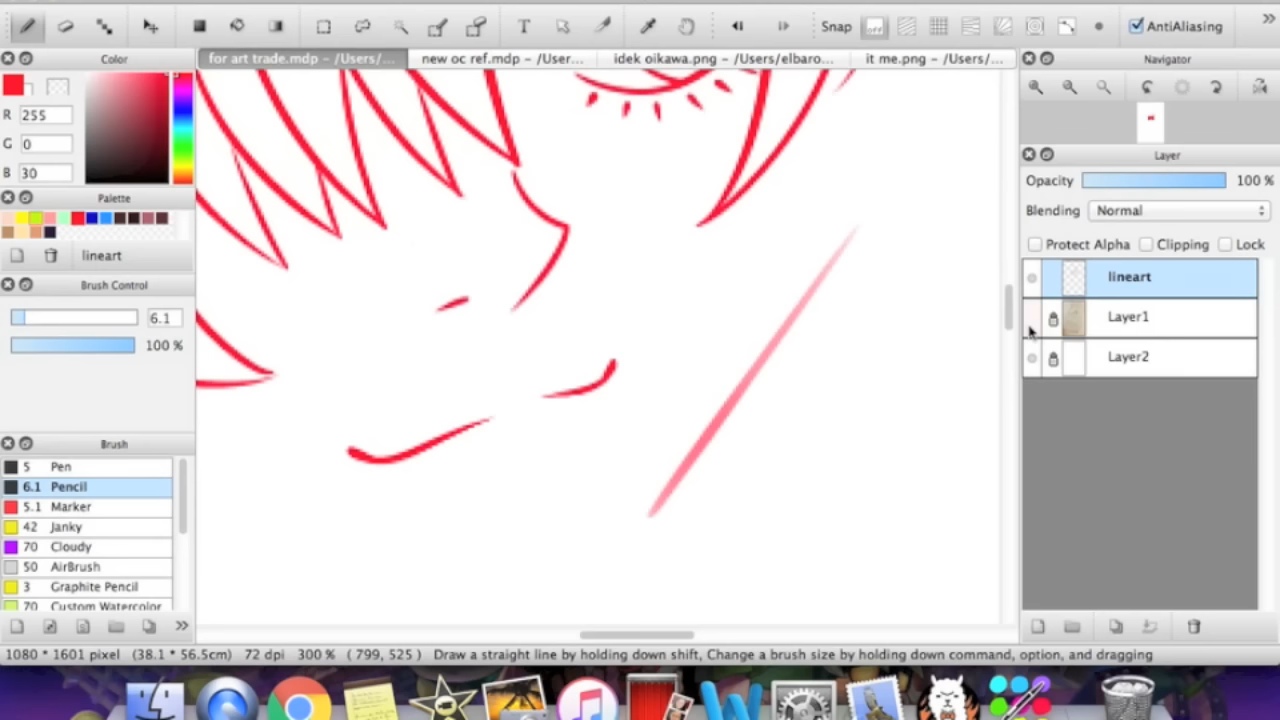 T Snap off AntiAliasing »
Color
for art trade.mdp - /Users/...
new oc ref.mdp - /User...
idek oikawa.png - /Users/elbaro...
it me.png - /Users/...
Navigator
R 255
G 0
B 30
Layer
Opacity 100 %
Palette
Blending Normal
Protect Alpha Clipping Lock
lineart
lineart
Brush Control
6.1
Layer1
100 %
Layer2
Brush
5 Pen
6.1 Pencil
5.1 Marker
42 Janky
70 Cloudy
50 AirBrush
3 Graphite Pencil
70 Custom Watercolor
»
1080 * 1601 pixel (38.1 * 56.5cm) 72 dpi 300 % ( 799, 525 ) Draw a straight line by holding down shift, Change a brush size by holding down command, option, and dragging